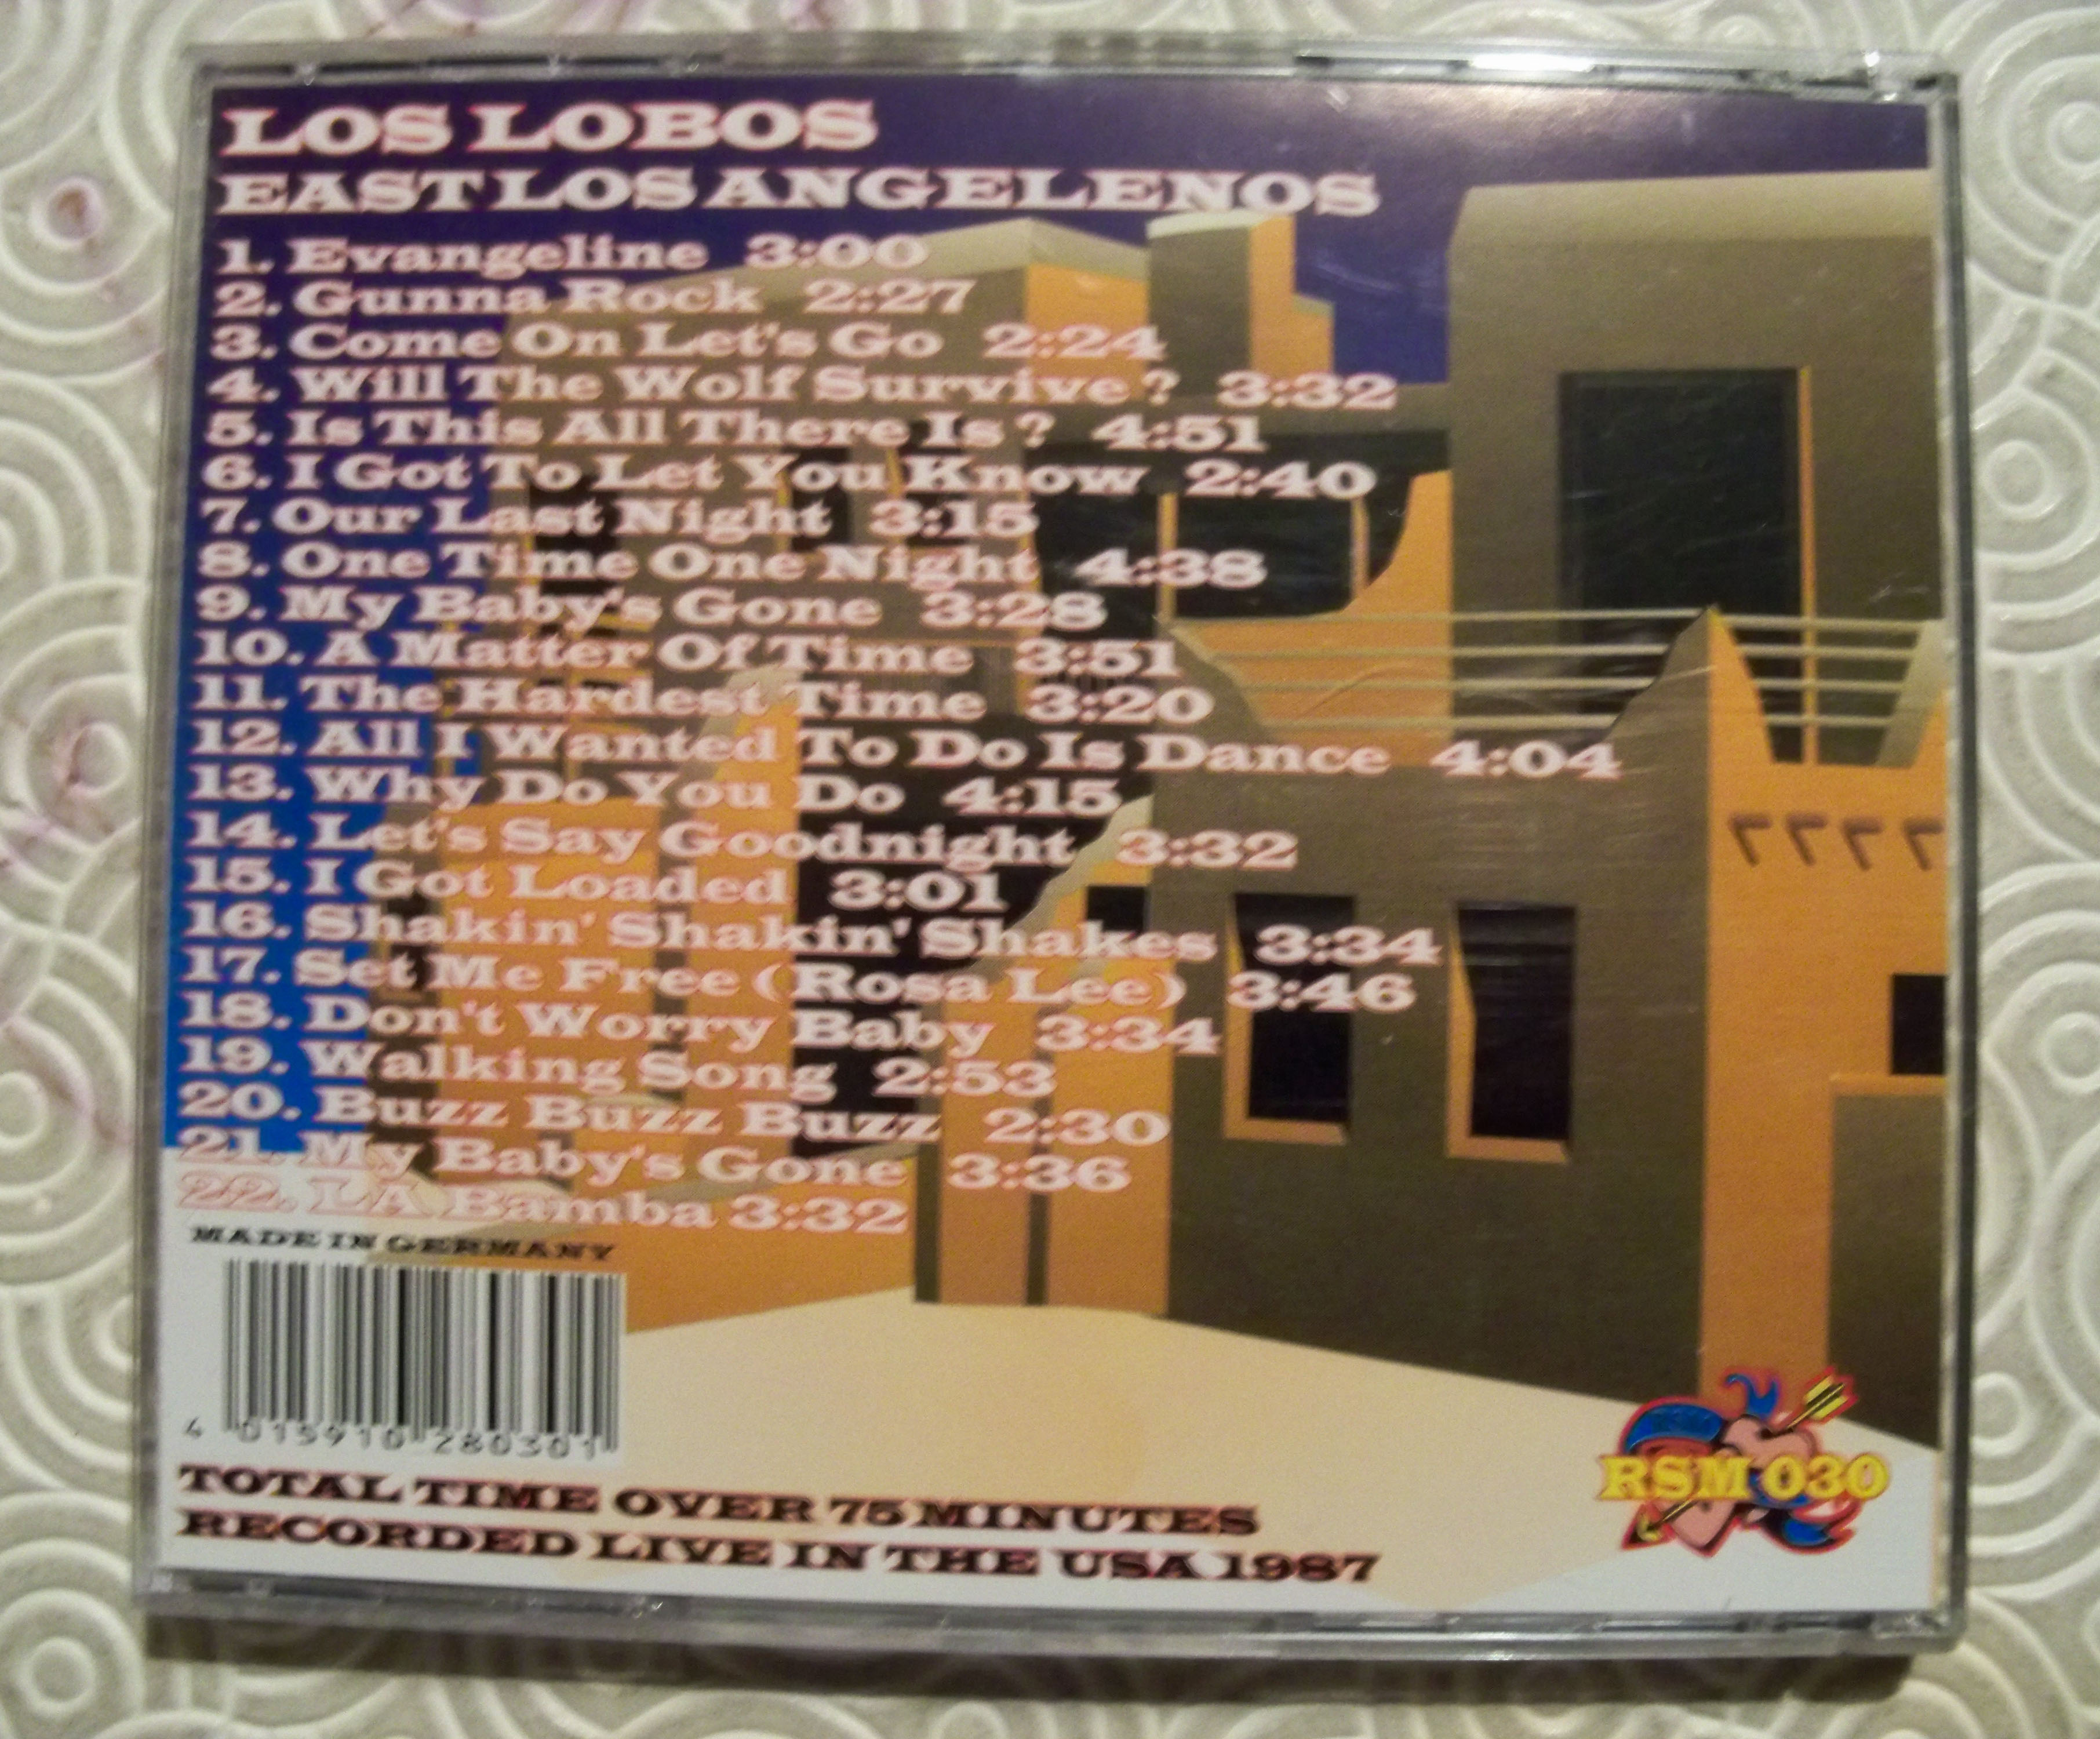 LOS LOBOS
EAST LOS ANGELENOS
1. Evangeline 3:00
2. Gunna Rock 2:27
3. Come On Let's Go 2:24
4. Will The Wolf Survive ? 3:32
5. Is This All There Is ? 4:51
6. I Got To Let You Know 2:40
7. Our Last Night 3:15
8. One Time One Night 4:38
9. My Baby's Gone 3:28
10. A Matter Of Time 3:51
11. The Hardest Time 3:20
12. All I Wanted To Do Is Dance 4:04
13. Why Do You Do 4:15
14. Let's Say Goodnight 3:32
15. I Got Loaded 3:01
16. Shakin' Shakin' Shakes 3:34
17. Set Me Free (Rosa Lee) 3:46
18. Don't Worry Baby 3:34
19. Walking Song 2:53
20. Buzz Buzz Buzz 2:30
21. My Baby's Gone 3:36
22. LA Bamba 3:32
MADE IN GERMANY
4 015910 280301
TOTAL TIME OVER 75 MINUTES
RECORDED LIVE IN THE USA 1987
RSM 030